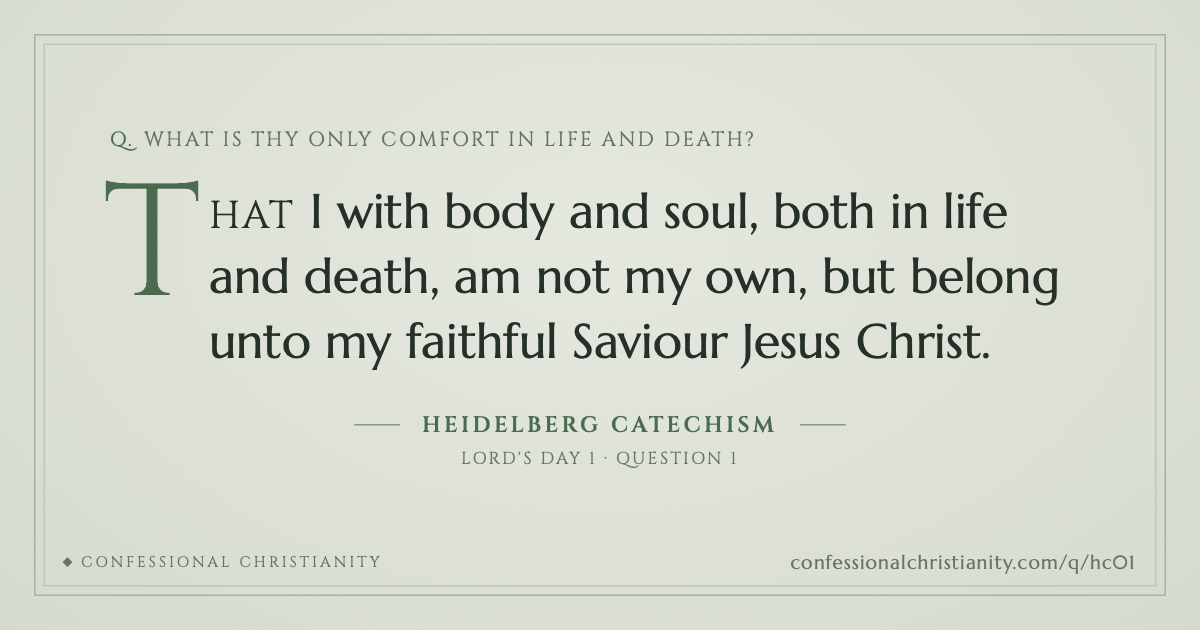 Q. WHAT IS THY ONLY COMFORT IN LIFE AND DEATH?
THAT I with body and soul, both in life
and death, am not my own, but belong
unto my faithful Saviour Jesus Christ.
HEIDELBERG CATECHISM
LORD'S DAY 1 · QUESTION 1
◆ CONFESSIONAL CHRISTIANITY
confessionalchristianity.com/q/hc01